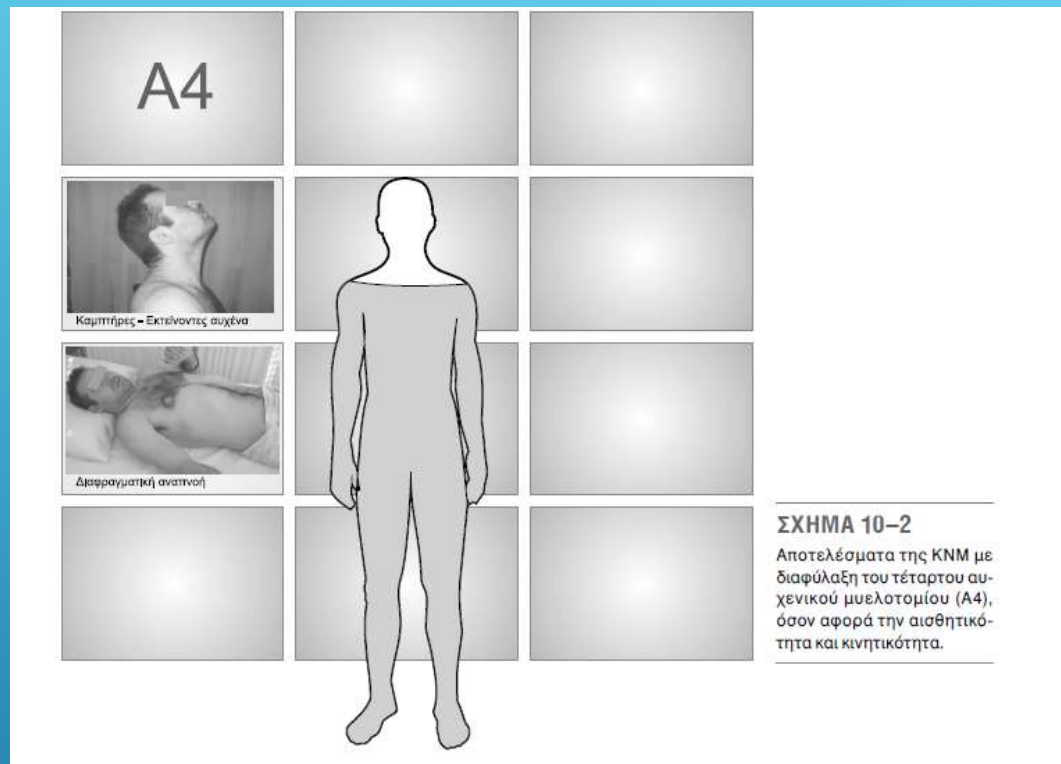 A4
Καμπτήρες – Εκτείνοντες αυχένα
Διαφραγματική αναπνοή
ΣΧΗΜΑ 10–2
Αποτελέσματα της ΚΝΜ με
διαφύλαξη του τέταρτου αυ-
χενικού μυελοτομίου (Α4),
όσον αφορά την αισθητικό-
τητα και κινητικότητα.